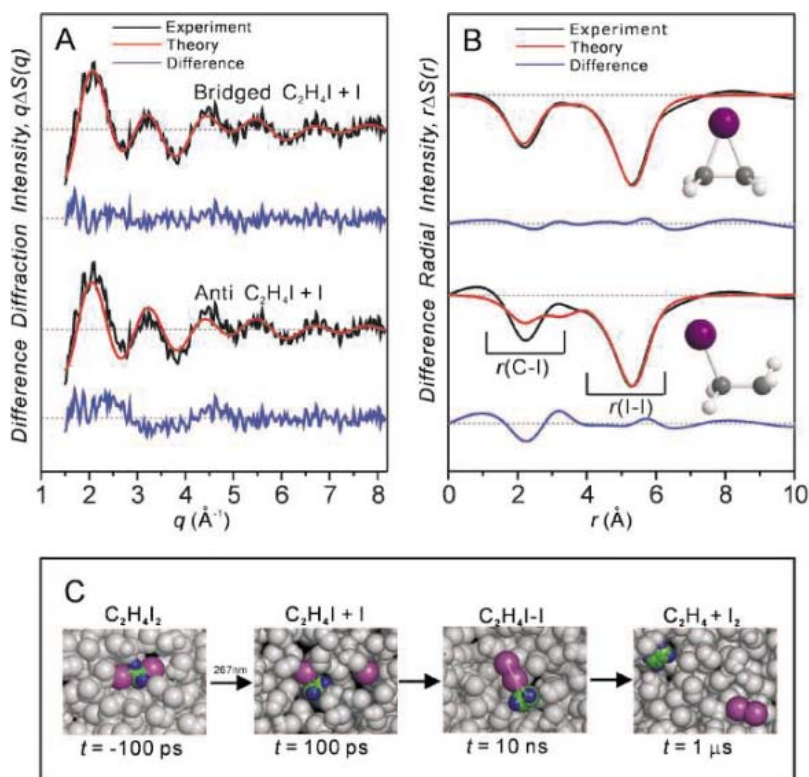 A
Experiment
Theory
Difference
Bridged C₂H₄I + I
Anti C₂H₄I + I
Difference Diffraction Intensity, qΔS(q)
1 2 3 4 5 6 7 8
q (Å⁻¹)
B
Experiment
Theory
Difference
r(C-I)
r(I-I)
Difference Radial Intensity, rΔS(r)
0 2 4 6 8 10
r (Å)
C
C₂H₄I₂
C₂H₄I + I
C₂H₄I-I
C₂H₄ + I₂
267nm
t = -100 ps
t = 100 ps
t = 10 ns
t = 1 μs